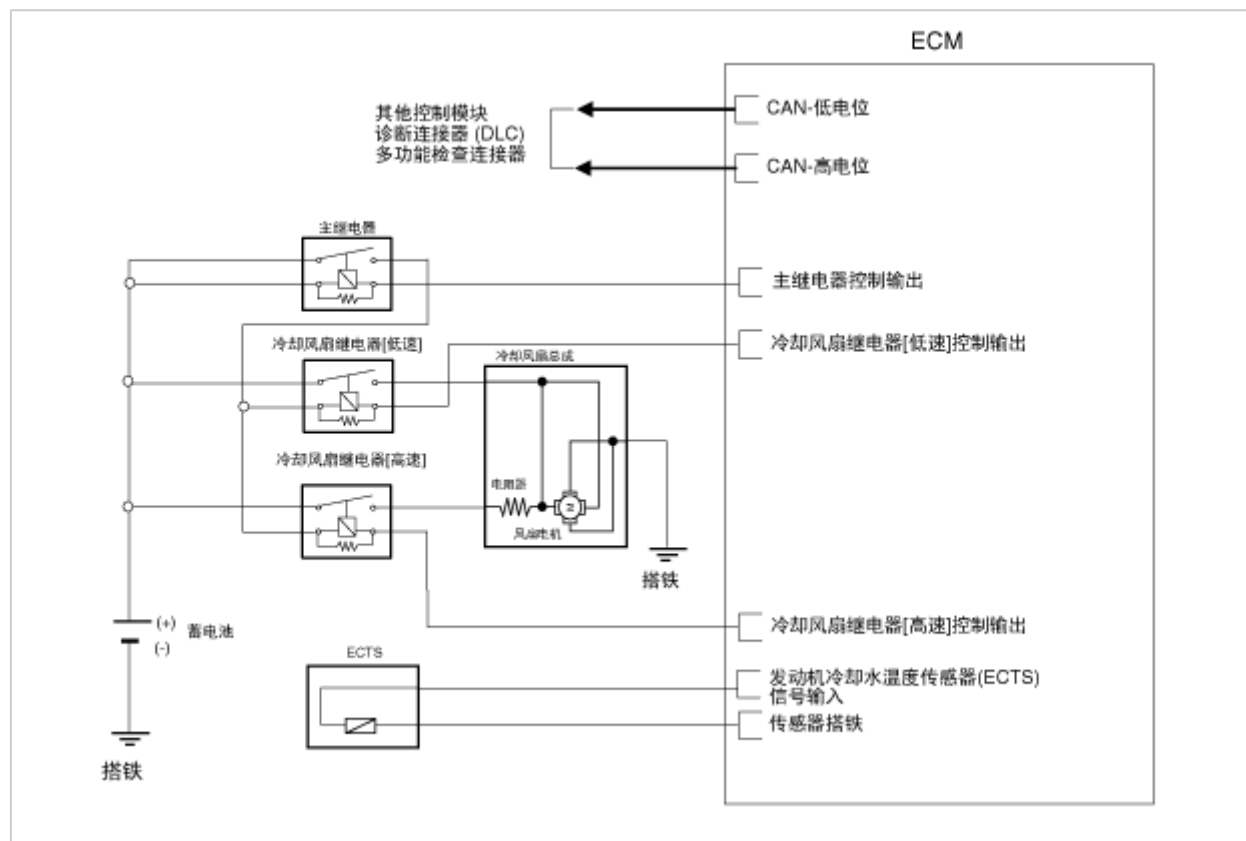 ECM
CAN-低电位
其他控制模块
诊断连接器 (DLC)
多功能检查连接器
CAN-高电位
主继电器
主继电器控制输出
冷却风扇继电器[低速]
冷却风扇继电器[低速]控制输出
冷却风扇总成
冷却风扇继电器[高速]
电阻器
M
风扇电机
搭铁
(+)
(-)
蓄电池
冷却风扇继电器[高速]控制输出
ECTS
发动机冷却水温度传感器(ECTS)
信号输入
传感器搭铁
搭铁